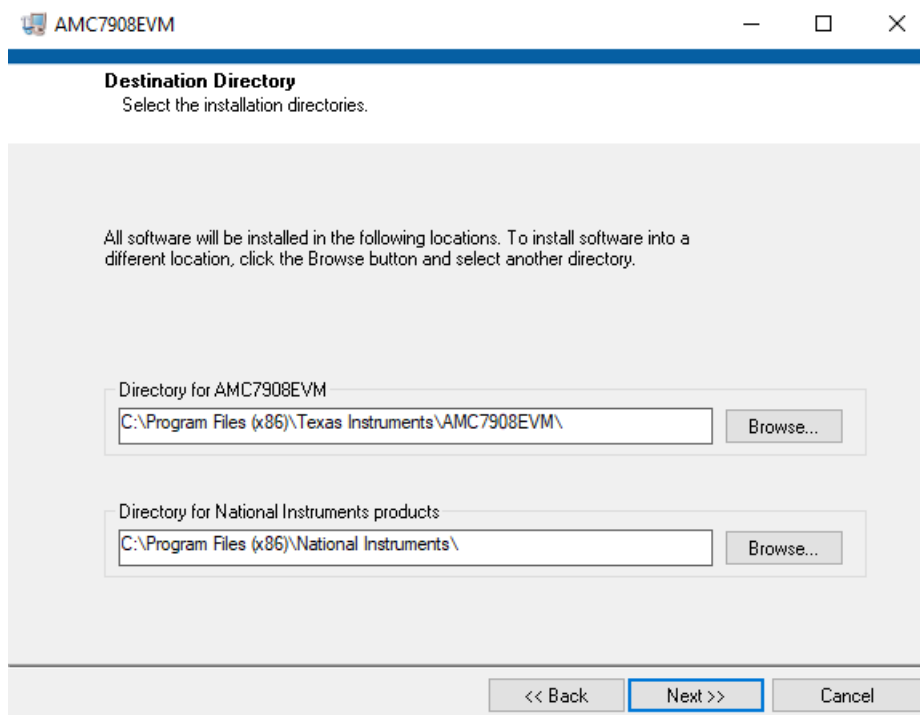 AMC7908EVM
Destination Directory
Select the installation directories.
All software will be installed in the following locations. To install software into a
different location, click the Browse button and select another directory.
Directory for AMC7908EVM
C:\Program Files (x86)\Texas Instruments\AMC7908EVM\
Browse...
Directory for National Instruments products
C:\Program Files (x86)\National Instruments\
Browse...
<< Back
Next >>
Cancel